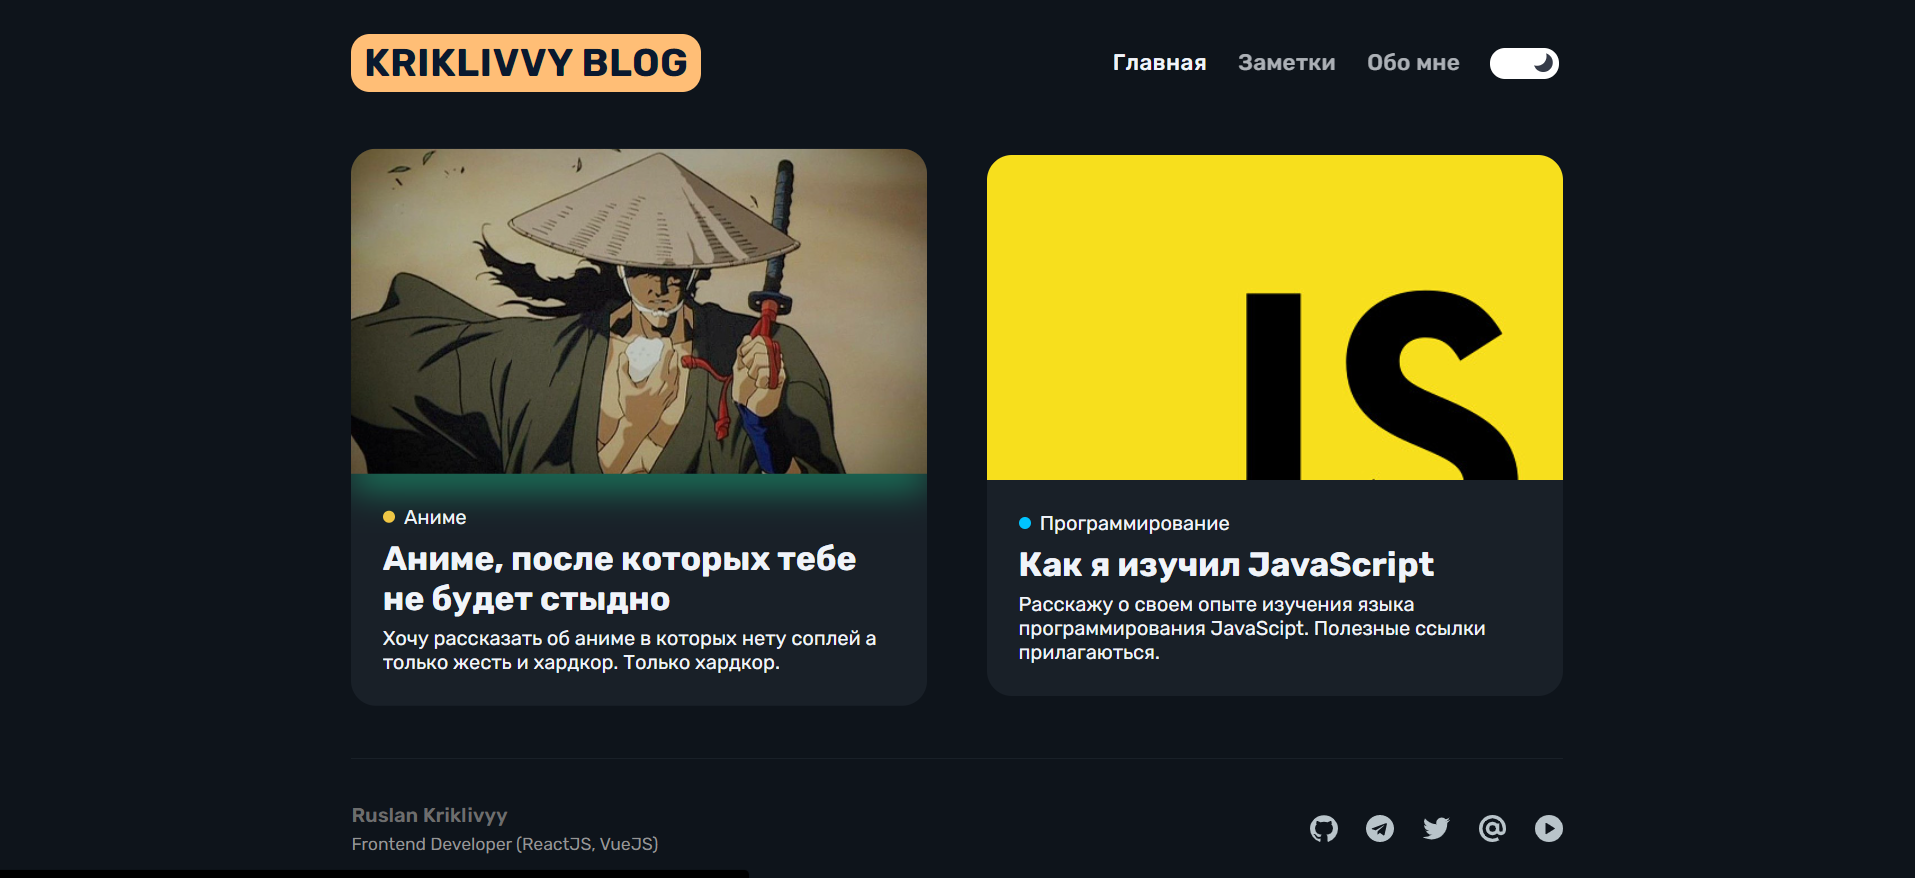 KRIKLIVVY BLOG
Главная Заметки Обо мне
JS
Аниме
Аниме, после которых тебе
не будет стыдно
Хочу рассказать об аниме в которых нету соплей а
только жесть и хардкор. Только хардкор.
Программирование
Как я изучил JavaScript
Расскажу о своем опыте изучения языка
программирования JavaScipt. Полезные ссылки
прилагаються.
Ruslan Kriklivyy
Frontend Developer (ReactJS, VueJS)